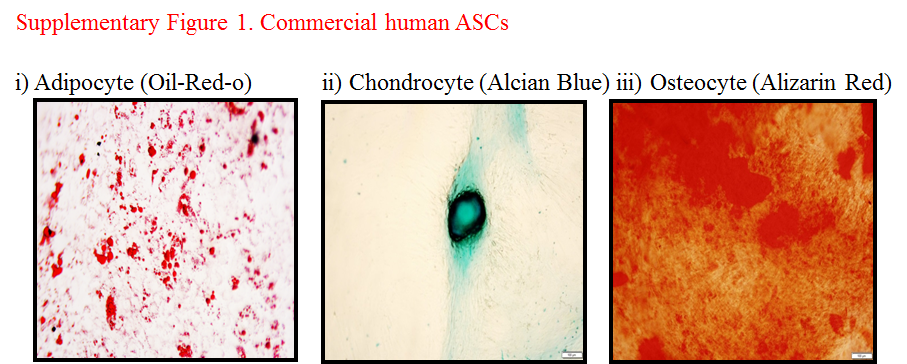 Supplementary Figure 1. Commercial human ASCs
i) Adipocyte (Oil-Red-o)
ii) Chondrocyte (Alcian Blue)
iii) Osteocyte (Alizarin Red)